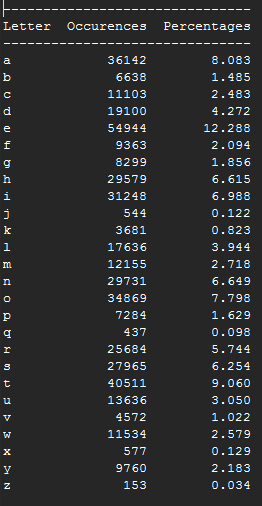 --------------------------------
Letter  Occurences  Percentages
--------------------------------
a            36142        8.083
b             6638        1.485
c            11103        2.483
d            19100        4.272
e            54944       12.288
f             9363        2.094
g             8299        1.856
h            29579        6.615
i            31248        6.988
j              544        0.122
k             3681        0.823
l            17636        3.944
m            12155        2.718
n            29731        6.649
o            34869        7.798
p             7284        1.629
q              437        0.098
r            25684        5.744
s            27965        6.254
t            40511        9.060
u            13636        3.050
v             4572        1.022
w            11534        2.579
x              577        0.129
y             9760        2.183
z              153        0.034